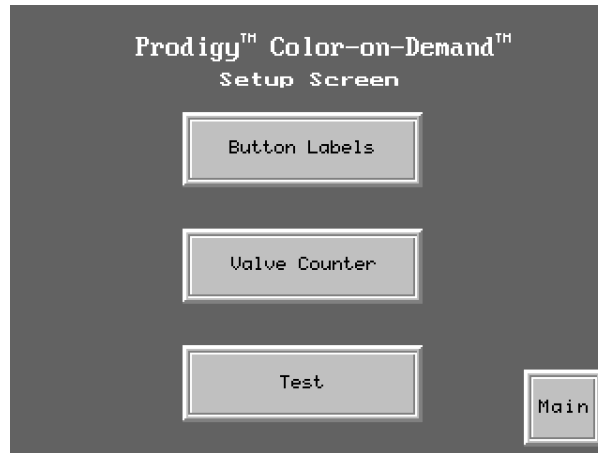 Prodigy™ Color-on-Demand™
Setup Screen
Button Labels
Valve Counter
Test
Main